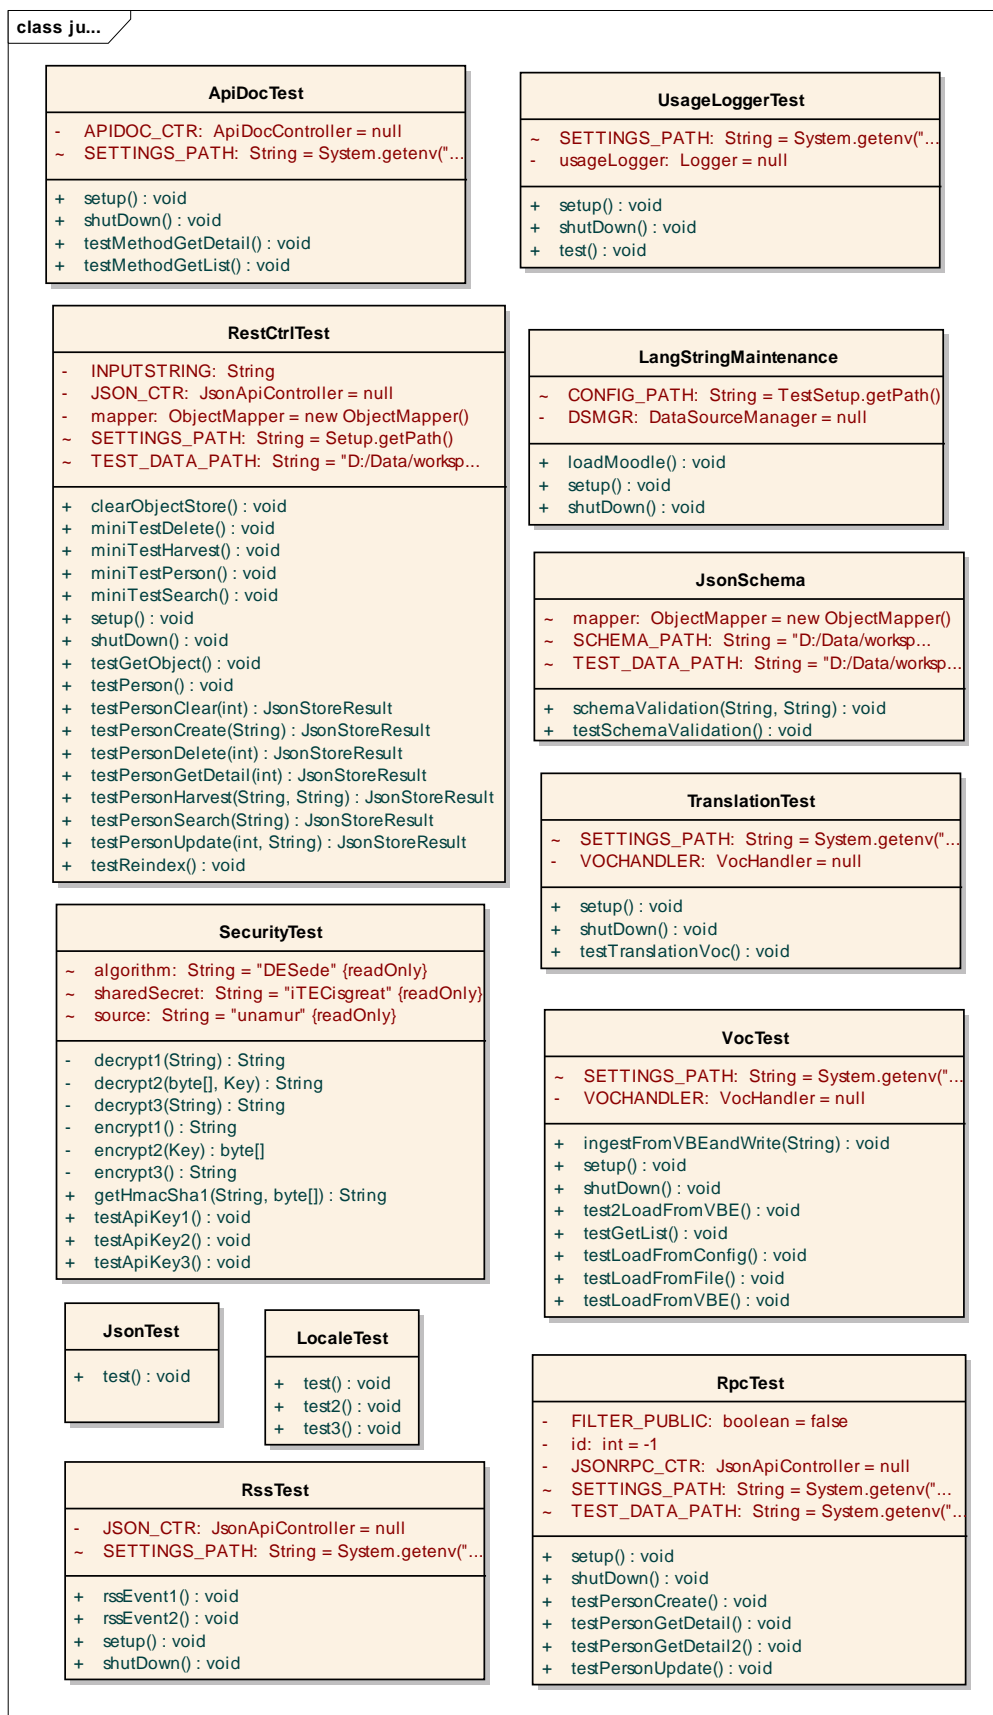 class ju...
ApiDocTest
- APIDOC_CTR: ApiDocController = null
~ SETTINGS_PATH: String = System.getenv("...
+ setup() : void
+ shutDown() : void
+ testMethodGetDetail() : void
+ testMethodGetList() : void
UsageLoggerTest
~ SETTINGS_PATH: String = System.getenv("...
- usageLogger: Logger = null
+ setup() : void
+ shutDown() : void
+ test() : void
RestCtrlTest
- INPUTSTRING: String
- JSON_CTR: JsonApiController = null
- mapper: ObjectMapper = new ObjectMapper()
~ SETTINGS_PATH: String = Setup.getPath()
~ TEST_DATA_PATH: String = "D:/Data/worksp...
+ clearObjectStore() : void
+ miniTestDelete() : void
+ miniTestHarvest() : void
+ miniTestPerson() : void
+ miniTestSearch() : void
+ setup() : void
+ shutDown() : void
+ testGetObject() : void
+ testPerson() : void
+ testPersonClear(int) : JsonStoreResult
+ testPersonCreate(String) : JsonStoreResult
+ testPersonDelete(int) : JsonStoreResult
+ testPersonGetDetail(int) : JsonStoreResult
+ testPersonHarvest(String, String) : JsonStoreResult
+ testPersonSearch(String) : JsonStoreResult
+ testPersonUpdate(int, String) : JsonStoreResult
+ testReindex() : void
LangStringMaintenance
~ CONFIG_PATH: String = TestSetup.getPath()
- DSMGR: DataSourceManager = null
+ loadMoodle() : void
+ setup() : void
+ shutDown() : void
JsonSchema
~ mapper: ObjectMapper = new ObjectMapper()
~ SCHEMA_PATH: String = "D:/Data/worksp...
~ TEST_DATA_PATH: String = "D:/Data/worksp...
+ schemaValidation(String, String) : void
+ testSchemaValidation() : void
TranslationTest
~ SETTINGS_PATH: String = System.getenv("...
- VOCHANDLER: VocHandler = null
+ setup() : void
+ shutDown() : void
+ testTranslationVoc() : void
SecurityTest
~ algorithm: String = "DESede" {readOnly}
~ sharedSecret: String = "iTECisgreat" {readOnly}
~ source: String = "unamur" {readOnly}
- decrypt1(String) : String
- decrypt2(byte[], Key) : String
- decrypt3(String) : String
- encrypt1() : String
- encrypt2(Key) : byte[]
- encrypt3() : String
+ getHmacSha1(String, byte[]) : String
+ testApiKey1() : void
+ testApiKey2() : void
+ testApiKey3() : void
VocTest
~ SETTINGS_PATH: String = System.getenv("...
- VOCHANDLER: VocHandler = null
+ ingestFromVBEandWrite(String) : void
+ setup() : void
+ shutDown() : void
+ test2LoadFromVBE() : void
+ testGetList() : void
+ testLoadFromConfig() : void
+ testLoadFromFile() : void
+ testLoadFromVBE() : void
JsonTest
+ test() : void
LocaleTest
+ test() : void
+ test2() : void
+ test3() : void
RpcTest
- FILTER_PUBLIC: boolean = false
- id: int = -1
- JSONRPC_CTR: JsonApiController = null
~ SETTINGS_PATH: String = System.getenv("...
~ TEST_DATA_PATH: String = System.getenv("...
+ setup() : void
+ shutDown() : void
+ testPersonCreate() : void
+ testPersonGetDetail() : void
+ testPersonGetDetail2() : void
+ testPersonUpdate() : void
RssTest
- JSON_CTR: JsonApiController = null
~ SETTINGS_PATH: String = System.getenv("...
+ rssEvent1() : void
+ rssEvent2() : void
+ setup() : void
+ shutDown() : void